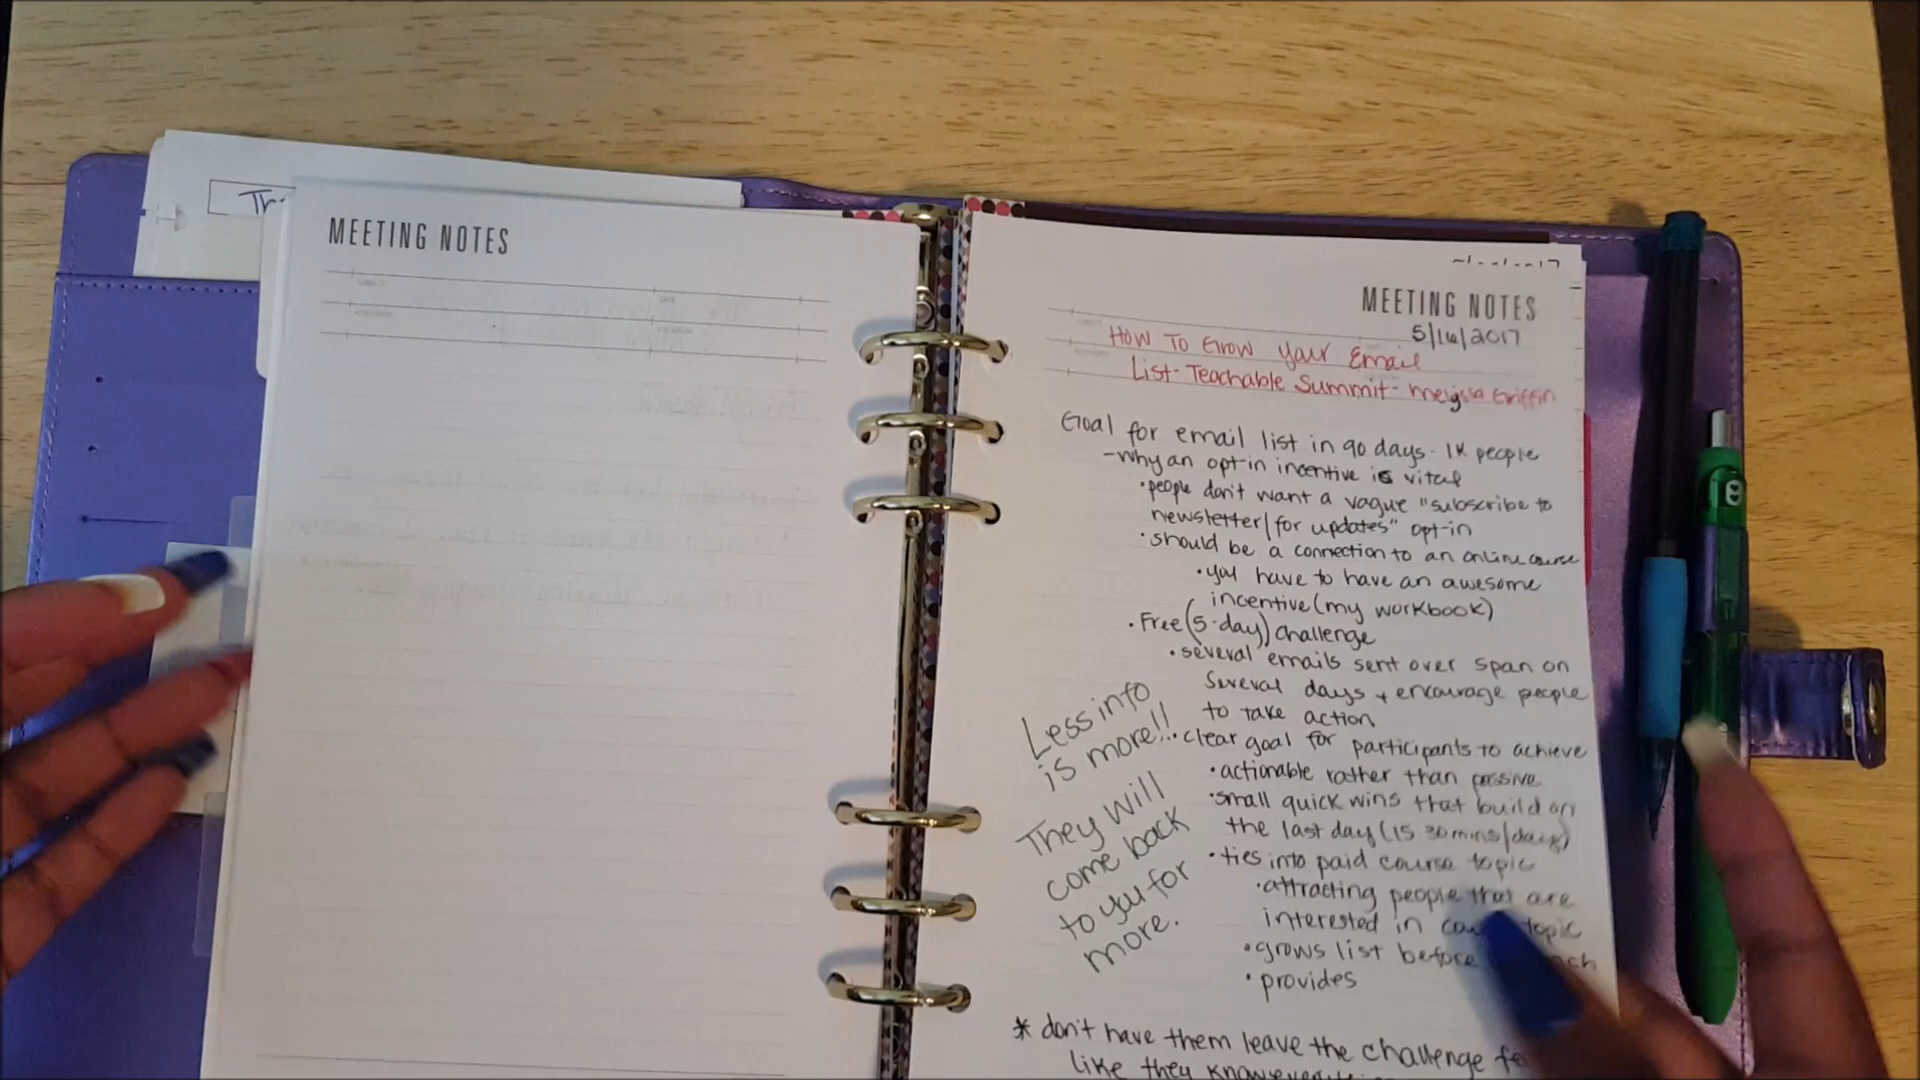 MEETING NOTES
MEETING NOTES
5/16/2017
How To Grow Your Email
List - Teachable Summit - Melyssa Griffin
Goal for email list in 90 days - 1K people
- why an opt-in incentive is vital
• people don't want a vague "subscribe to
newsletter/for updates" opt-in
• should be a connection to an online course
• you have to have an awesome
incentive (my workbook)
• Free (5-day) challenge
• several emails sent over span on
several days + encourage people
to take action
• clear goal for participants to achieve
• actionable rather than passive
• small quick wins that build on
the last day (15 30 mins/day)
• ties into paid course topic
• attracting people that are
interested in topic
• grows list before
• provides
Less info
is more!!
They will
come back
to you for
more.
* don't have them leave the challenge
like they know